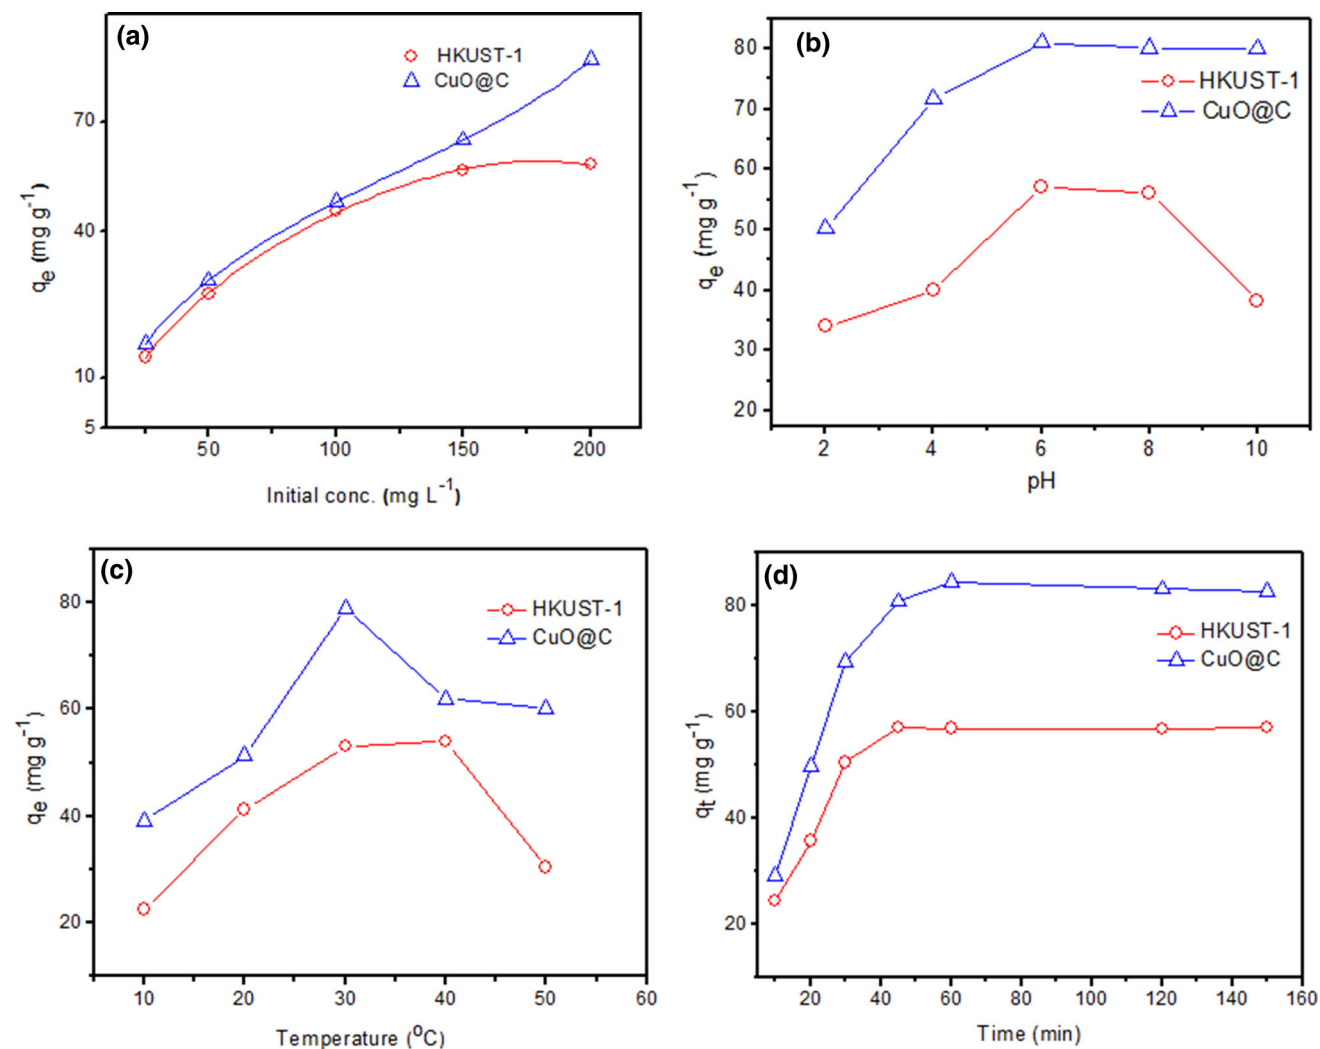 (a)
HKUST-1
CuO@C
70
40
10
5
qe (mg g⁻¹)
50 100 150 200
Initial conc. (mg L⁻¹)
(b)
HKUST-1
CuO@C
80
70
60
50
40
30
20
qe (mg g⁻¹)
2 4 6 8 10
pH
(c)
HKUST-1
CuO@C
80
60
40
20
qe (mg g⁻¹)
10 20 30 40 50 60
Temperature (⁰C)
(d)
HKUST-1
CuO@C
80
60
40
20
qt (mg g⁻¹)
20 40 60 80 100 120 140 160
Time (min)